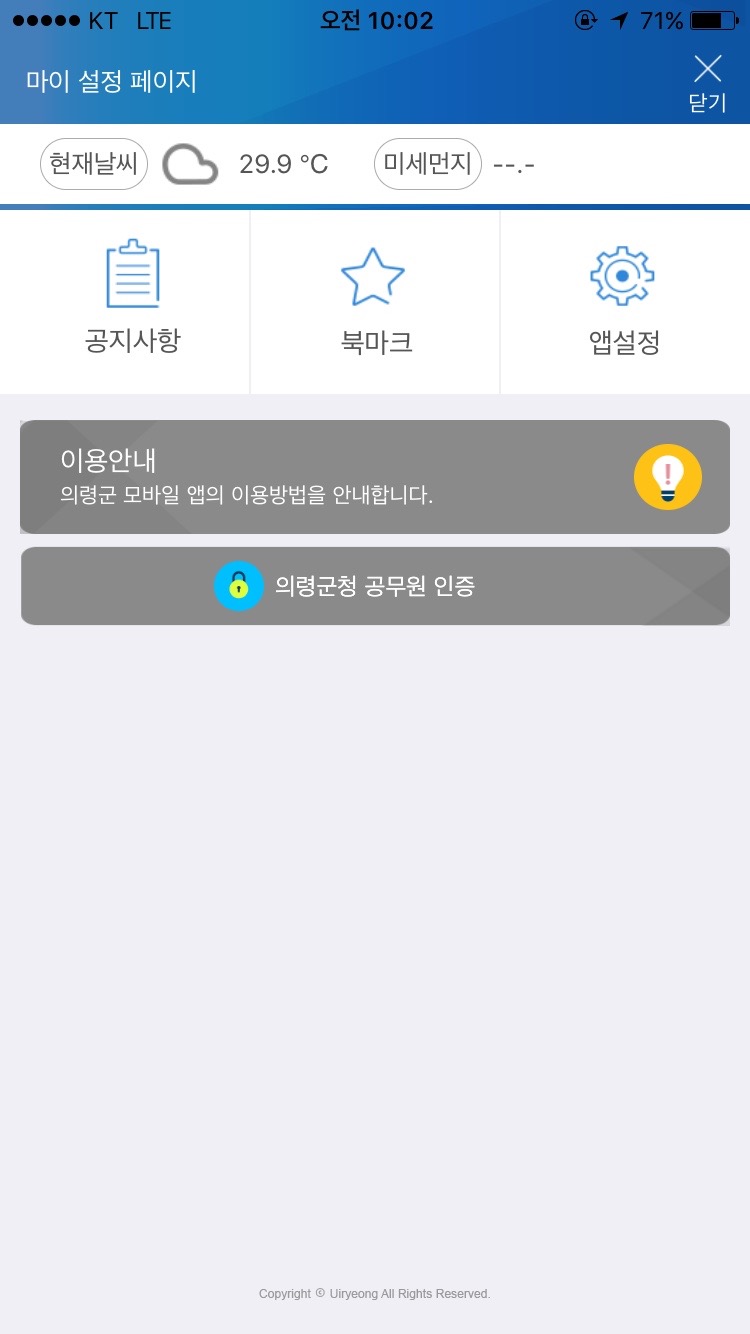 KT LTE 오전 10:02 71%
마이 설정 페이지
닫기
현재날씨 29.9 °C 미세먼지 --.-
공지사항 북마크 앱설정
이용안내
의령군 모바일 앱의 이용방법을 안내합니다.
의령군청 공무원 인증
Copyright © Uiryeong All Rights Reserved.